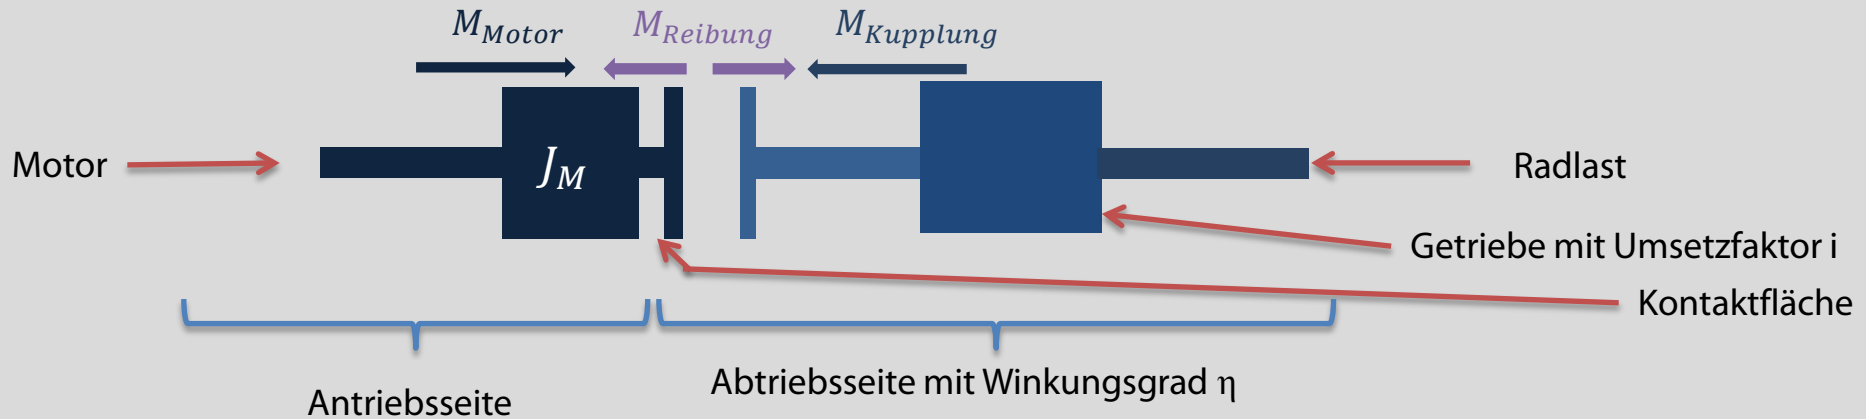 M_Motor M_Reibung M_Kupplung
Motor
J_M
Radlast
Getriebe mit Umsetzfaktor i
Kontaktfläche
Abtriebsseite mit Winkungsgrad η
Antriebsseite